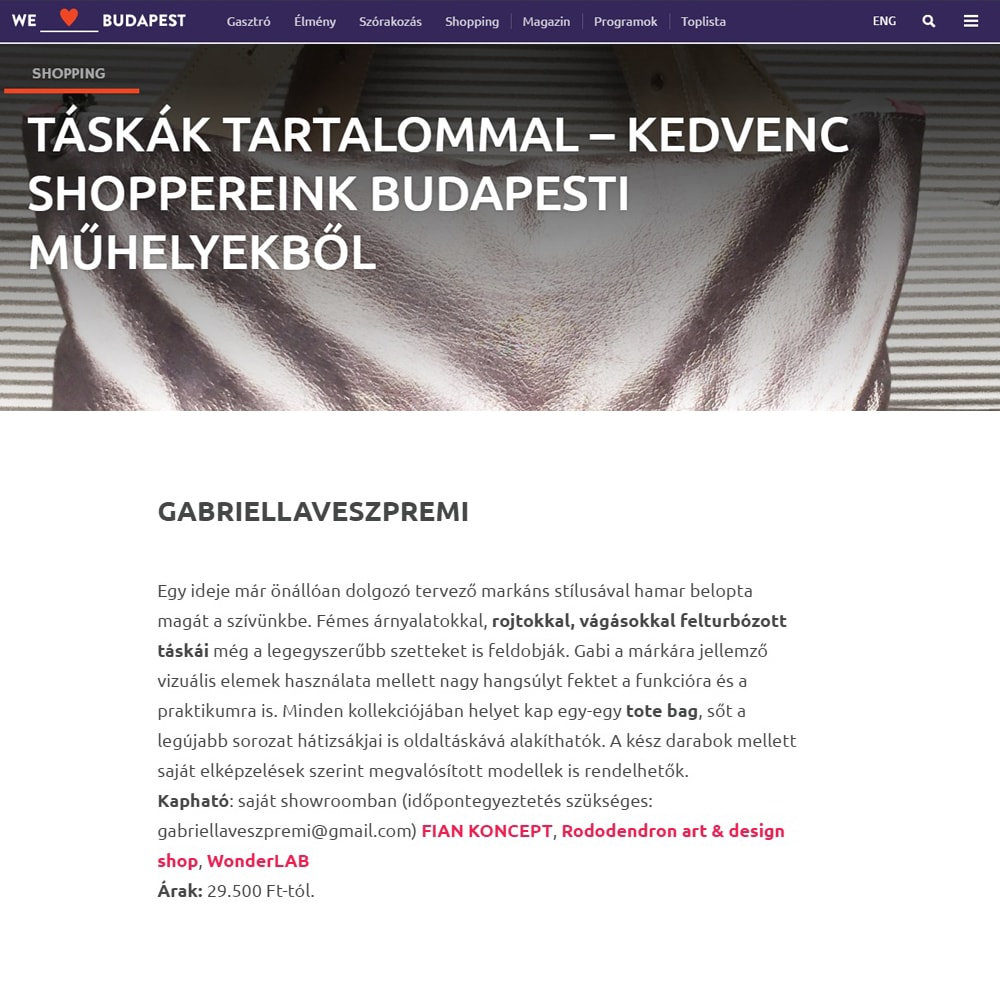 WE BUDAPEST Gasztró Élmény Szórakozás Shopping Magazin Programok Toplista ENG
SHOPPING
TÁSKÁK TARTALOMMAL – KEDVENC
SHOPPEREINK BUDAPESTI
MŰHELYEKBŐL
GABRIELLAVESZPREMI
Egy ideje már önállóan dolgozó tervező markáns stílusával hamar belopta
magát a szívünkbe. Fémes árnyalatokkal, rojtokkal, vágásokkal felturbózott
táskái még a legegyszerűbb szetteket is feldobják. Gabi a márkára jellemző
vizuális elemek használata mellett nagy hangsúlyt fektet a funkcióra és a
praktikumra is. Minden kollekciójában helyet kap egy-egy tote bag, sőt a
legújabb sorozat hátizsákjai is oldaltáskává alakíthatók. A kész darabok mellett
saját elképzelések szerint megvalósított modellek is rendelhetők.
Kapható: saját showroomban (időpontegyeztetés szükséges:
gabriellaveszpremi@gmail.com) FIAN KONCEPT, Rododendron art & design
shop, WonderLAB
Árak: 29.500 Ft-tól.